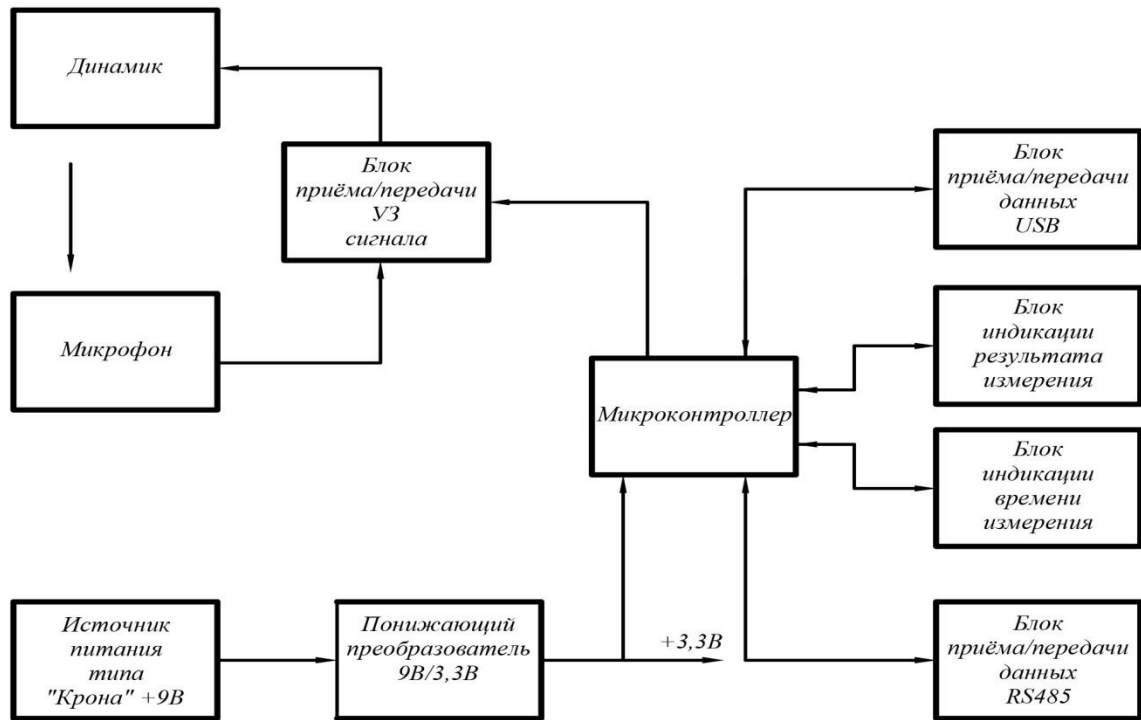 Динамик
Блок
приёма/передачи
УЗ
сигнала
Микрофон
Блок
приёма/передачи
данных
USB
Блок
индикации
результата
измерения
Микроконтроллер
Блок
индикации
времени
измерения
Источник
питания
типа
"Крона" +9В
Понижающий
преобразователь
9В/3,3В
+3,3В
Блок
приёма/передачи
данных
RS485